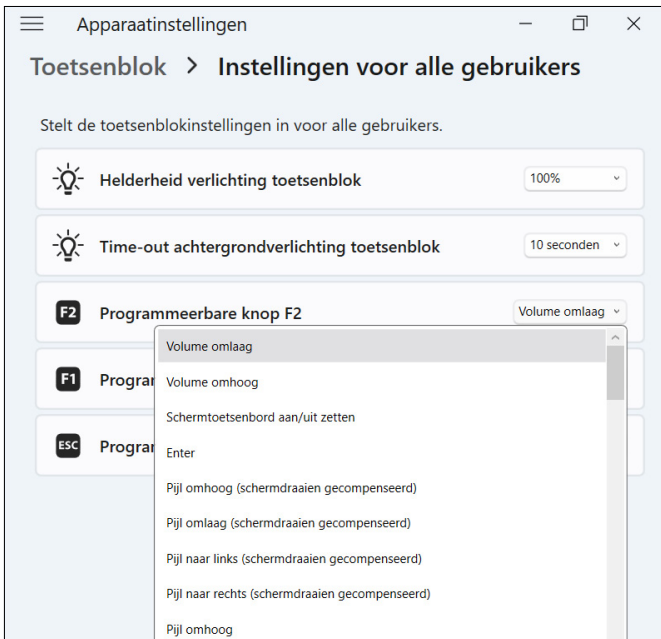 Apparaatinstellingen
Toetsenblok > Instellingen voor alle gebruikers
Stelt de toetsenblokinstellingen in voor alle gebruikers.
Helderheid verlichting toetsenblok 100%
Time-out achtergrondverlichting toetsenblok 10 seconden
F2 Programmeerbare knop F2 Volume omlaag
Volume omlaag
Volume omhoog
F1 Program
Schermtoetsenbord aan/uit zetten
ESC Program
Enter
Pijl omhoog (schermdraaien gecompenseerd)
Pijl omlaag (schermdraaien gecompenseerd)
Pijl naar links (schermdraaien gecompenseerd)
Pijl naar rechts (schermdraaien gecompenseerd)
Pijl omhoog